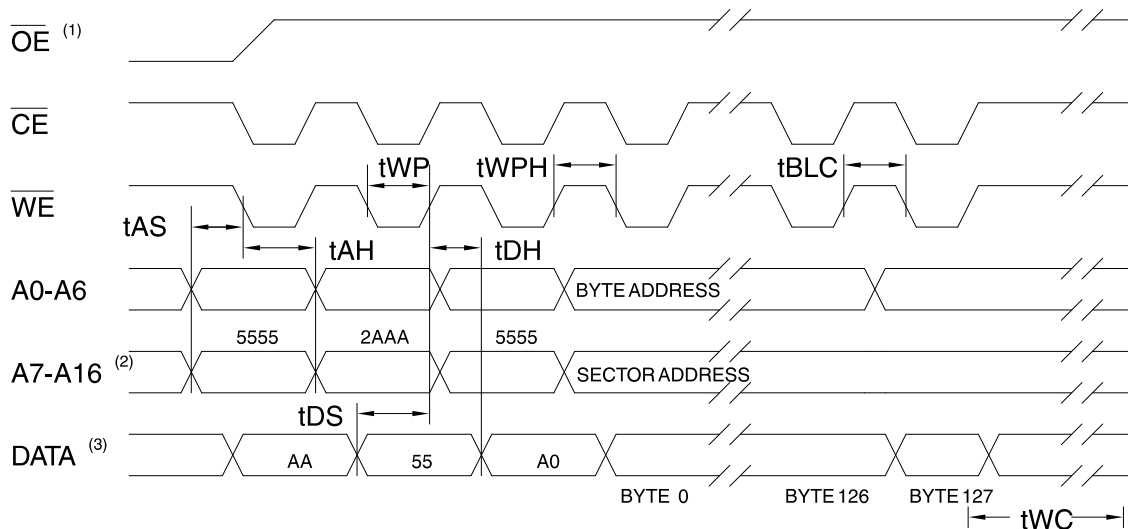 OE (1)
CE
tWP tWPH tBLC
WE
tAS tAH tDH
A0-A6 BYTE ADDRESS
5555 2AAA 5555
A7-A16 (2) SECTOR ADDRESS
tDS
DATA (3) AA 55 A0
BYTE 0 BYTE 126 BYTE 127
tWC